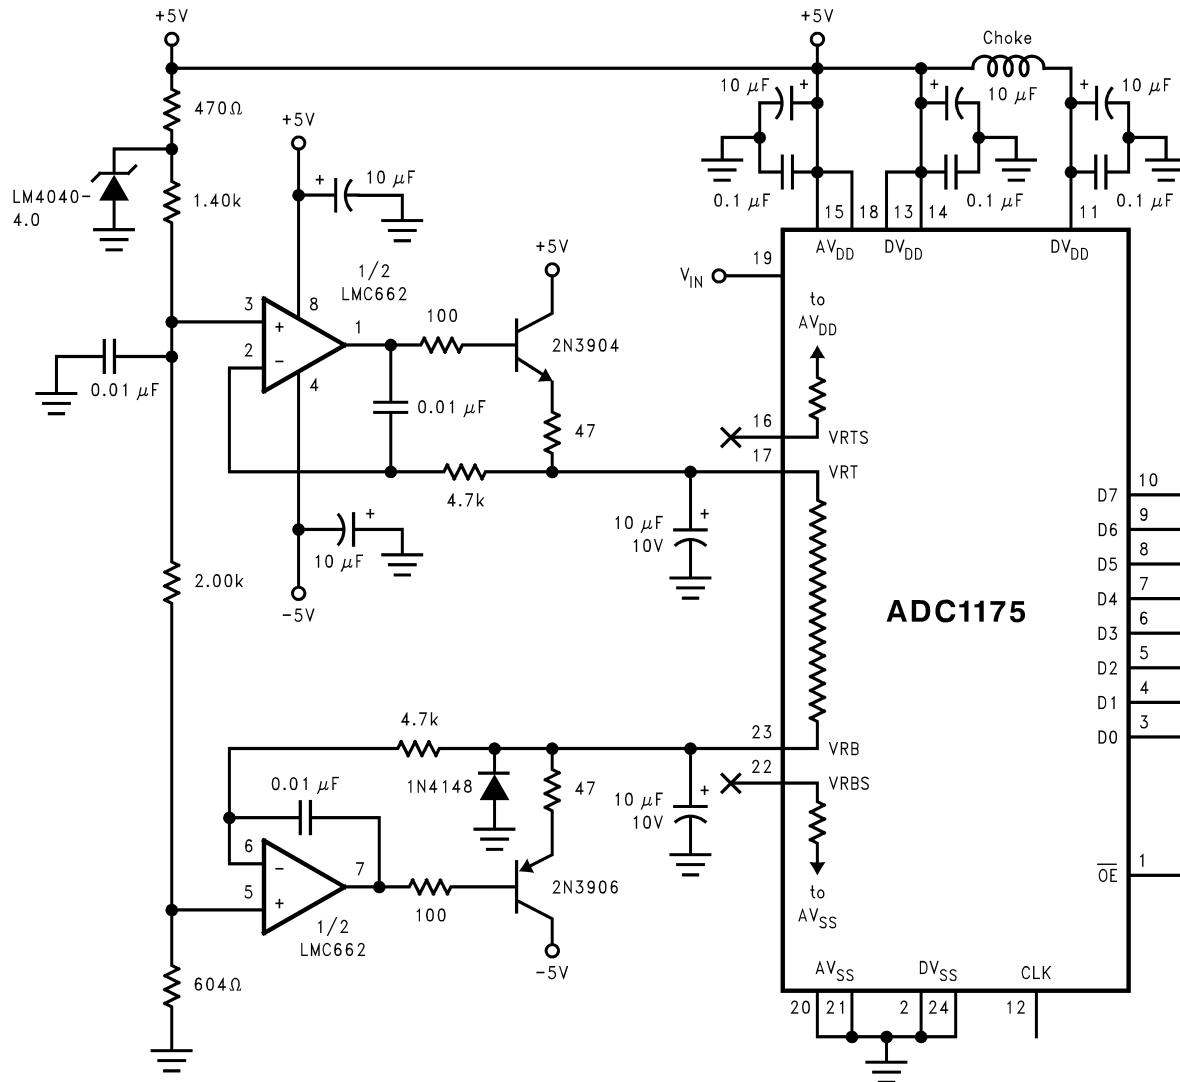 +5V
+5V
Choke
10 µF
+
+
10 µF
+
10 µF
470Ω
+5V
LM4040-
4.0
1.40k
+
10 µF
0.1 µF
0.1 µF
0.1 µF
15
18
13
14
11
AVDD
DVDD
DVDD
+5V
VIN
19
1/2
LMC662
to
AVDD
3
8
+
1
100
2N3904
2
−
4
0.01 µF
0.01 µF
47
16
VRTS
17
VRT
4.7k
10
D7
9
D6
8
D5
7
D4
6
D3
5
D2
4
D1
3
D0
+
10 µF
10 µF
10V
+
2.00k
−5V
ADC1175
4.7k
23
VRB
22
VRBS
0.01 µF
1N4148
47
10 µF
10V
+
6
−
7
5
+
100
2N3906
1/2
LMC662
−5V
to
AVSS
1
OE
604Ω
AVSS
DVSS
CLK
20
21
2
24
12